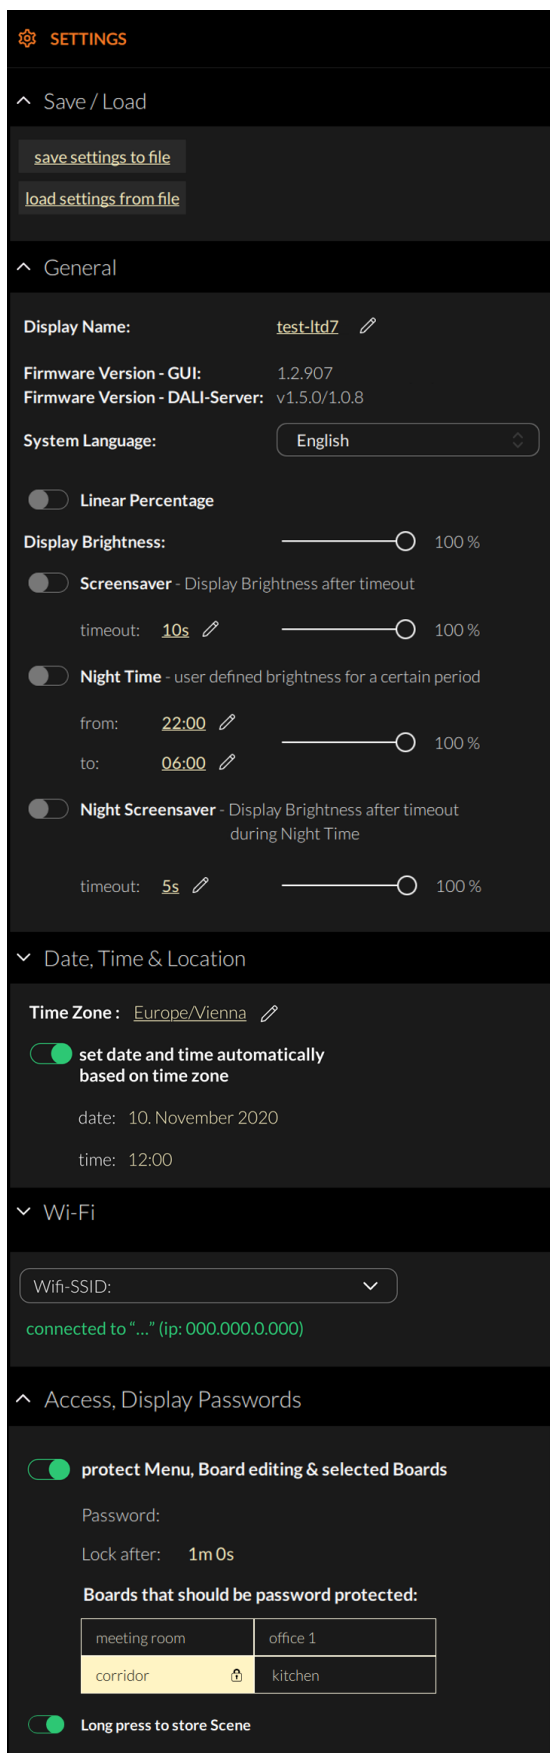 SETTINGS
Save / Load
save settings to file
load settings from file
General
Display Name: test-ltd7
Firmware Version - GUI: 1.2.907
Firmware Version - DALI-Server: v1.5.0/1.0.8
System Language: English
Linear Percentage
Display Brightness: 100 %
Screensaver - Display Brightness after timeout
timeout: 10s 100 %
Night Time - user defined brightness for a certain period
from: 22:00
100 %
to: 06:00
Night Screensaver - Display Brightness after timeout
during Night Time
timeout: 5s 100 %
Date, Time & Location
Time Zone : Europe/Vienna
set date and time automatically
based on time zone
date: 10. November 2020
time: 12:00
Wi-Fi
Wifi-SSID:
connected to “...” (ip: 000.000.0.000)
Access, Display Passwords
protect Menu, Board editing & selected Boards
Password:
Lock after: 1m 0s
Boards that should be password protected:
meeting room office 1
corridor kitchen
Long press to store Scene